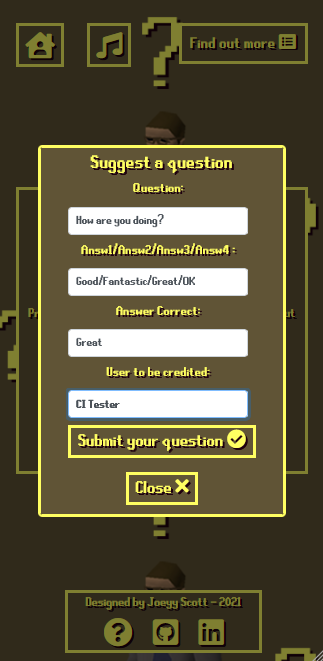 Find out more
Suggest a question
Question:
How are you doing?
Answ1/Answ2/Answ3/Answ4 :
Good/Fantastic/Great/OK
Answer Correct:
Great
User to be credited:
CI Tester
Submit your question
Close
Designed by Joeyy Scott - 2021